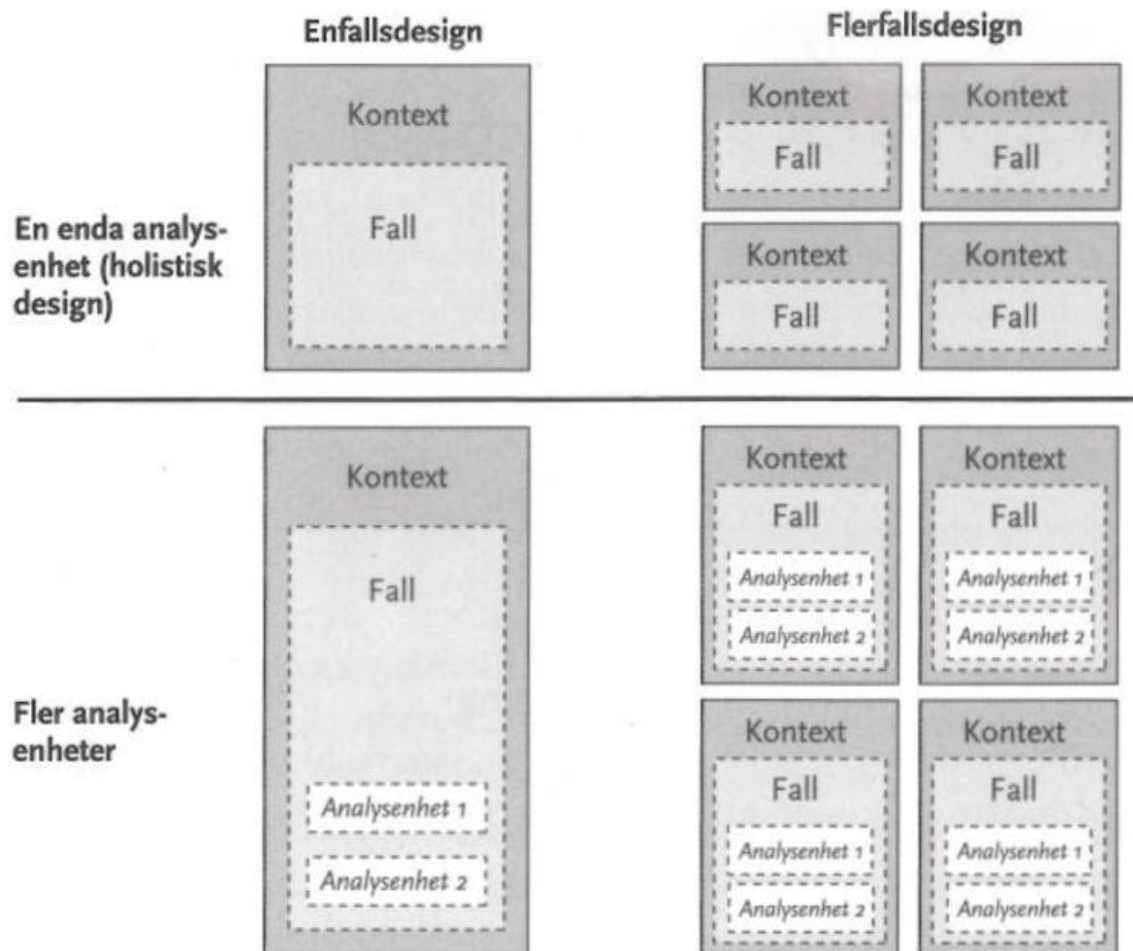 Enfallsdesign
Flerfallsdesign
En enda analys-
enhet (holistisk
design)
Kontext
Fall
Kontext
Fall
Kontext
Fall
Kontext
Fall
Kontext
Fall
Fler analys-
enheter
Kontext
Fall
Analysenhet 1
Analysenhet 2
Kontext
Fall
Analysenhet 1
Analysenhet 2
Kontext
Fall
Analysenhet 1
Analysenhet 2
Kontext
Fall
Analysenhet 1
Analysenhet 2
Kontext
Fall
Analysenhet 1
Analysenhet 2